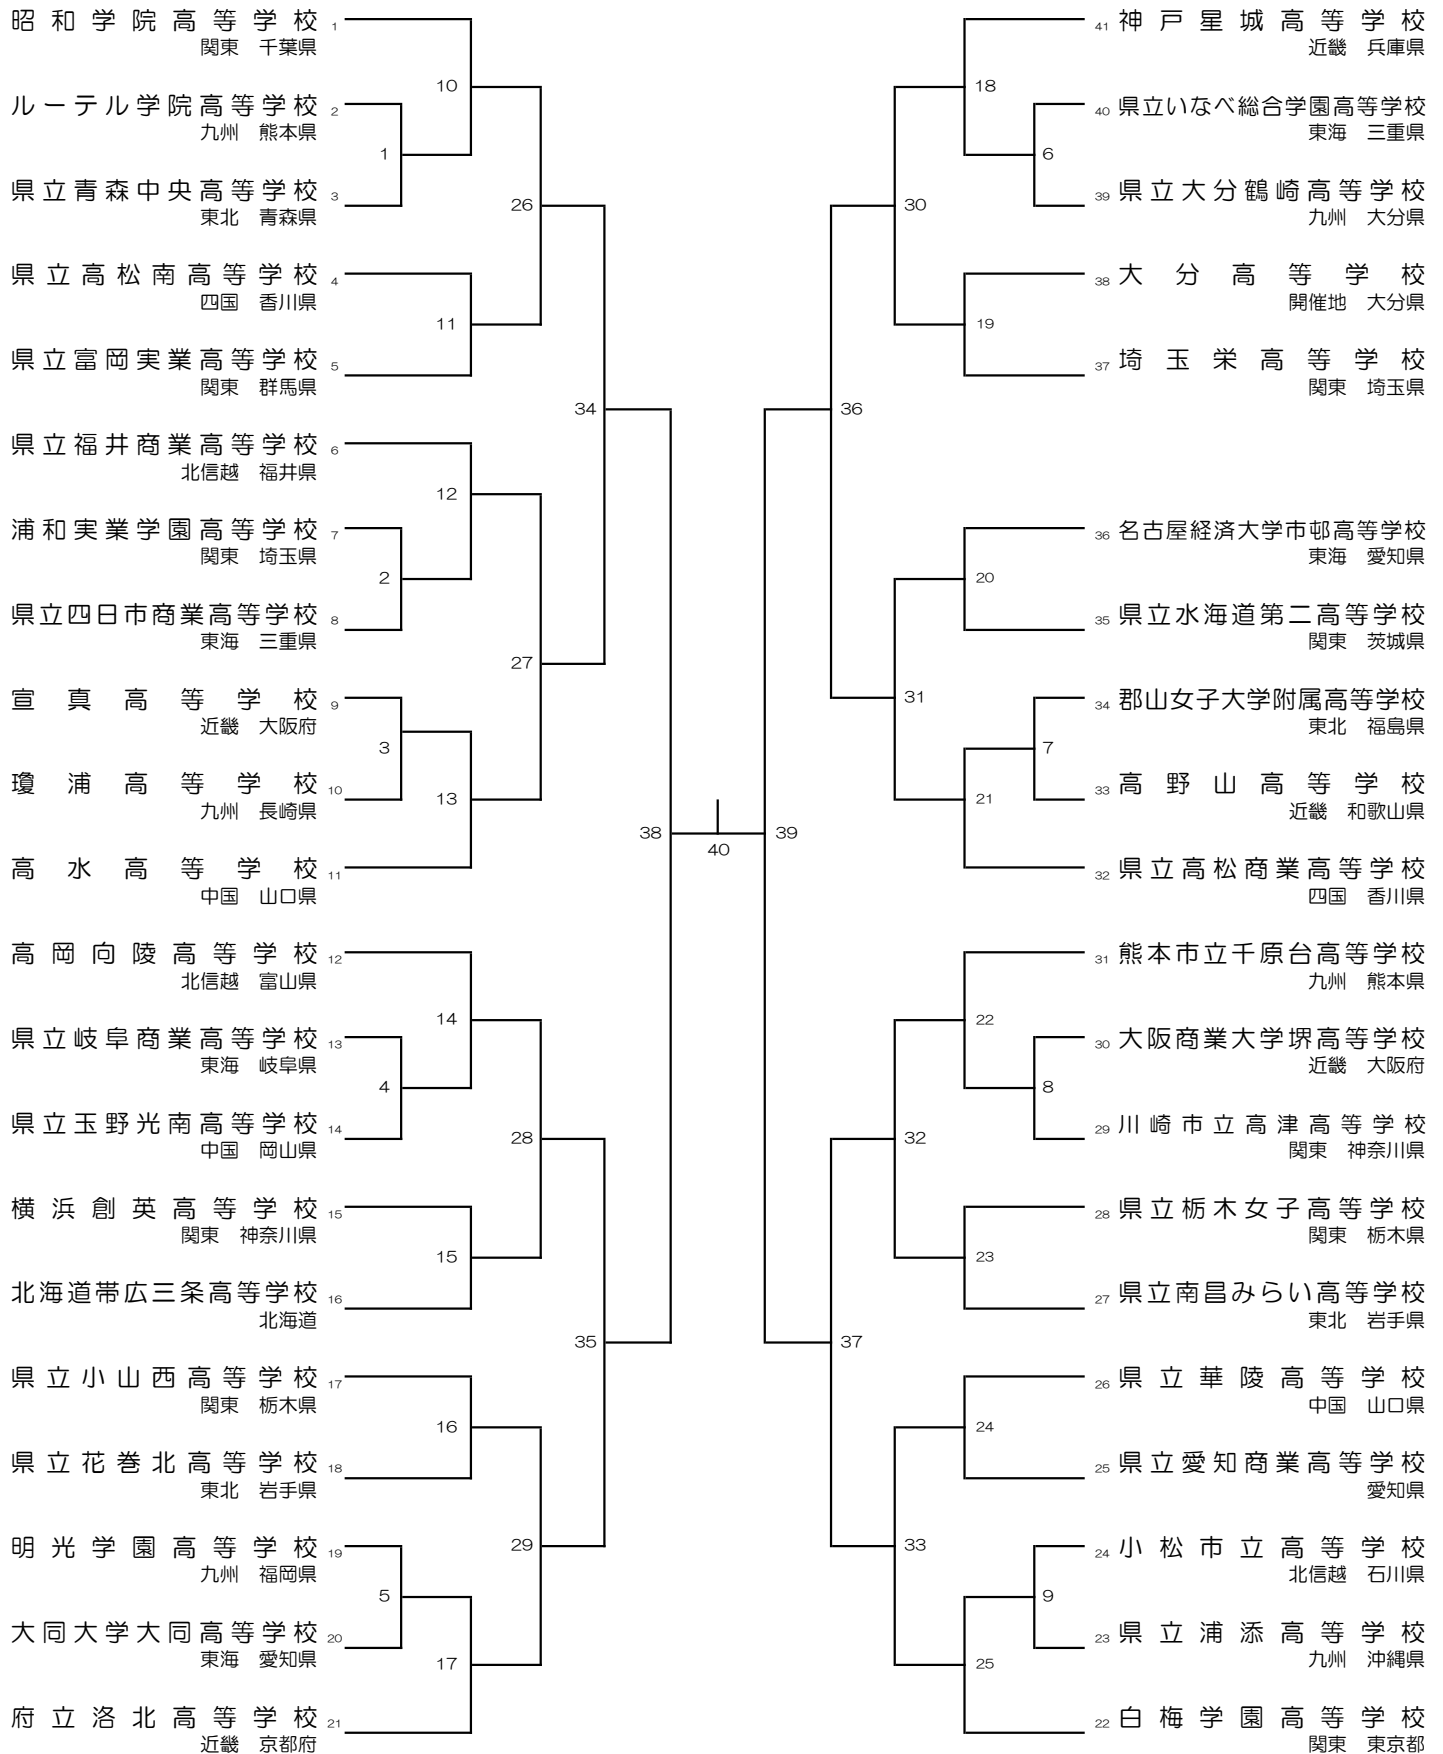 昭和学院高等学校 1
関東 千葉県
10
ルーテル学院高等学校 2
九州 熊本県
1
県立青森中央高等学校 3
東北 青森県
26
県立高松南高等学校 4
四国 香川県
11
県立富岡実業高等学校 5
関東 群馬県
34
県立福井商業高等学校 6
北信越 福井県
12
浦和実業学園高等学校 7
関東 埼玉県
2
県立四日市商業高等学校 8
東海 三重県
27
宣真高等学校 9
近畿 大阪府
3
瓊浦高等学校 10
九州 長崎県
13
高水高等学校 11
中国 山口県
38
40
高岡向陵高等学校 12
北信越 富山県
14
県立岐阜商業高等学校 13
東海 岐阜県
4
県立玉野光南高等学校 14
中国 岡山県
28
横浜創英高等学校 15
関東 神奈川県
15
北海道帯広三条高等学校 16
北海道
35
県立小山西高等学校 17
関東 栃木県
16
県立花巻北高等学校 18
東北 岩手県
29
明光学園高等学校 19
九州 福岡県
5
大同大学大同高等学校 20
東海 愛知県
17
府立洛北高等学校 21
近畿 京都府
41 神戸星城高等学校
近畿 兵庫県
18
40 県立いなべ総合学園高等学校
東海 三重県
6
39 県立大分鶴崎高等学校
九州 大分県
30
38 大分高等学校
開催地 大分県
19
37 埼玉栄高等学校
関東 埼玉県
36
36 名古屋経済大学市邨高等学校
東海 愛知県
20
35 県立水海道第二高等学校
関東 茨城県
31
34 郡山女子大学附属高等学校
東北 福島県
7
33 高野山高等学校
近畿 和歌山県
21
39
32 県立高松商業高等学校
四国 香川県
31 熊本市立千原台高等学校
九州 熊本県
22
30 大阪商業大学堺高等学校
近畿 大阪府
8
29 川崎市立高津高等学校
関東 神奈川県
32
28 県立栃木女子高等学校
関東 栃木県
23
27 県立南昌みらい高等学校
東北 岩手県
37
26 県立華陵高等学校
中国 山口県
24
25 県立愛知商業高等学校
愛知県
33
24 小松市立高等学校
北信越 石川県
9
23 県立浦添高等学校
九州 沖縄県
25
22 白梅学園高等学校
関東 東京都